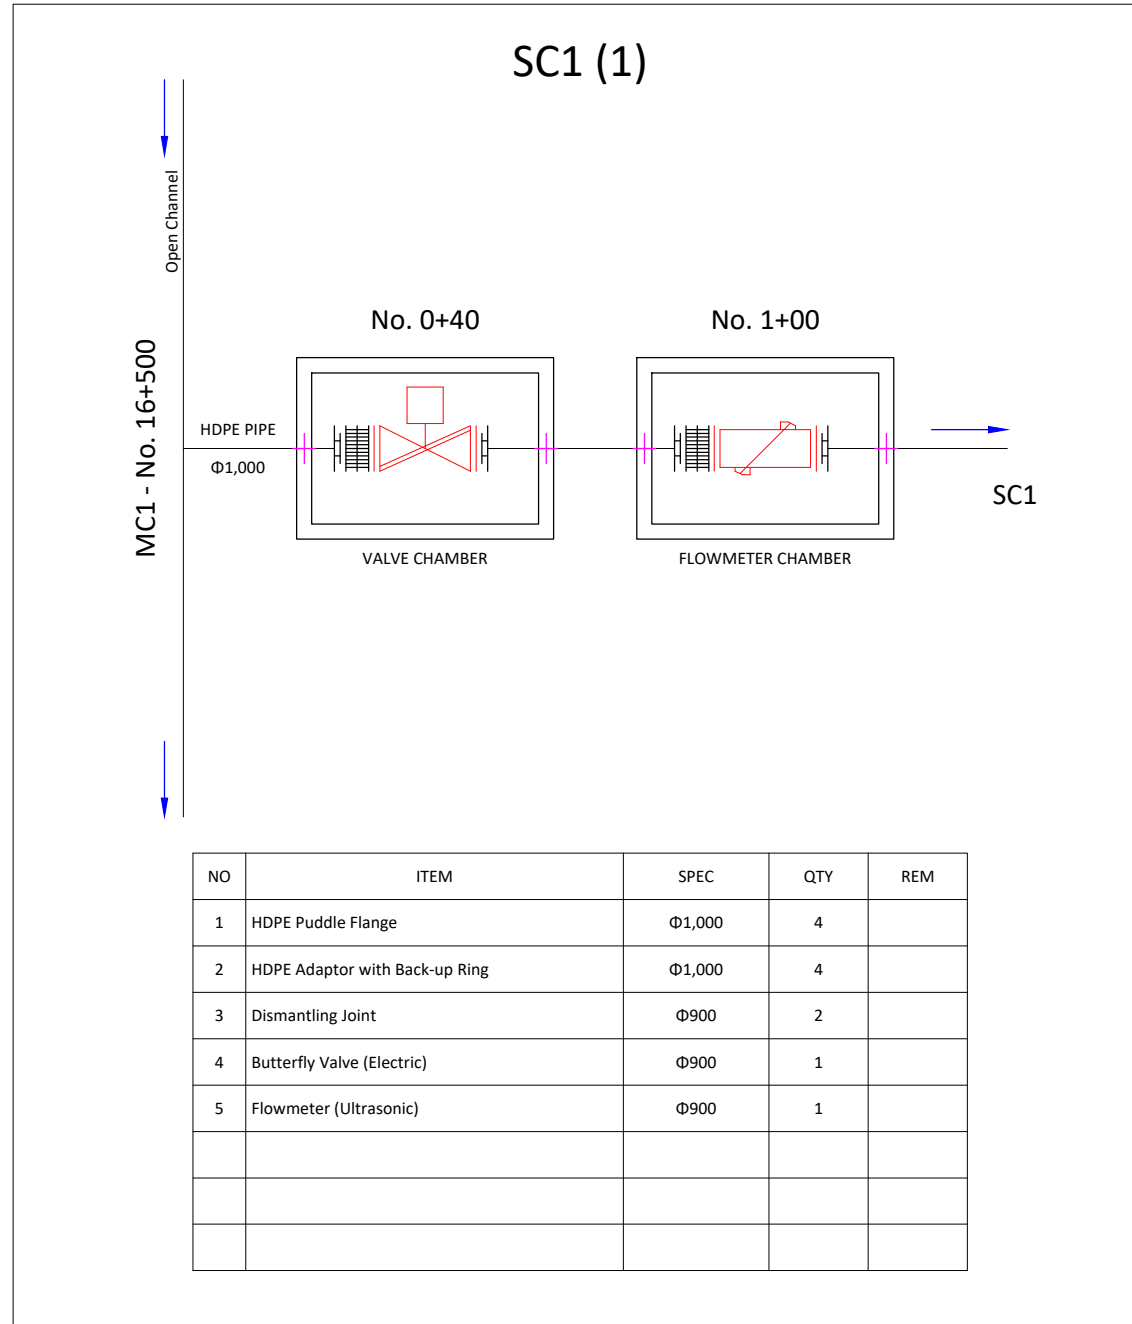 SC1 (1)
Open Channel
MC1 - No. 16+500
No. 0+40
No. 1+00
HDPE PIPE
Φ1,000
SC1
VALVE CHAMBER
FLOWMETER CHAMBER
NO ITEM SPEC QTY REM
1 HDPE Puddle Flange Φ1,000 4
2 HDPE Adaptor with Back-up Ring Φ1,000 4
3 Dismantling Joint Φ900 2
4 Butterfly Valve (Electric) Φ900 1
5 Flowmeter (Ultrasonic) Φ900 1